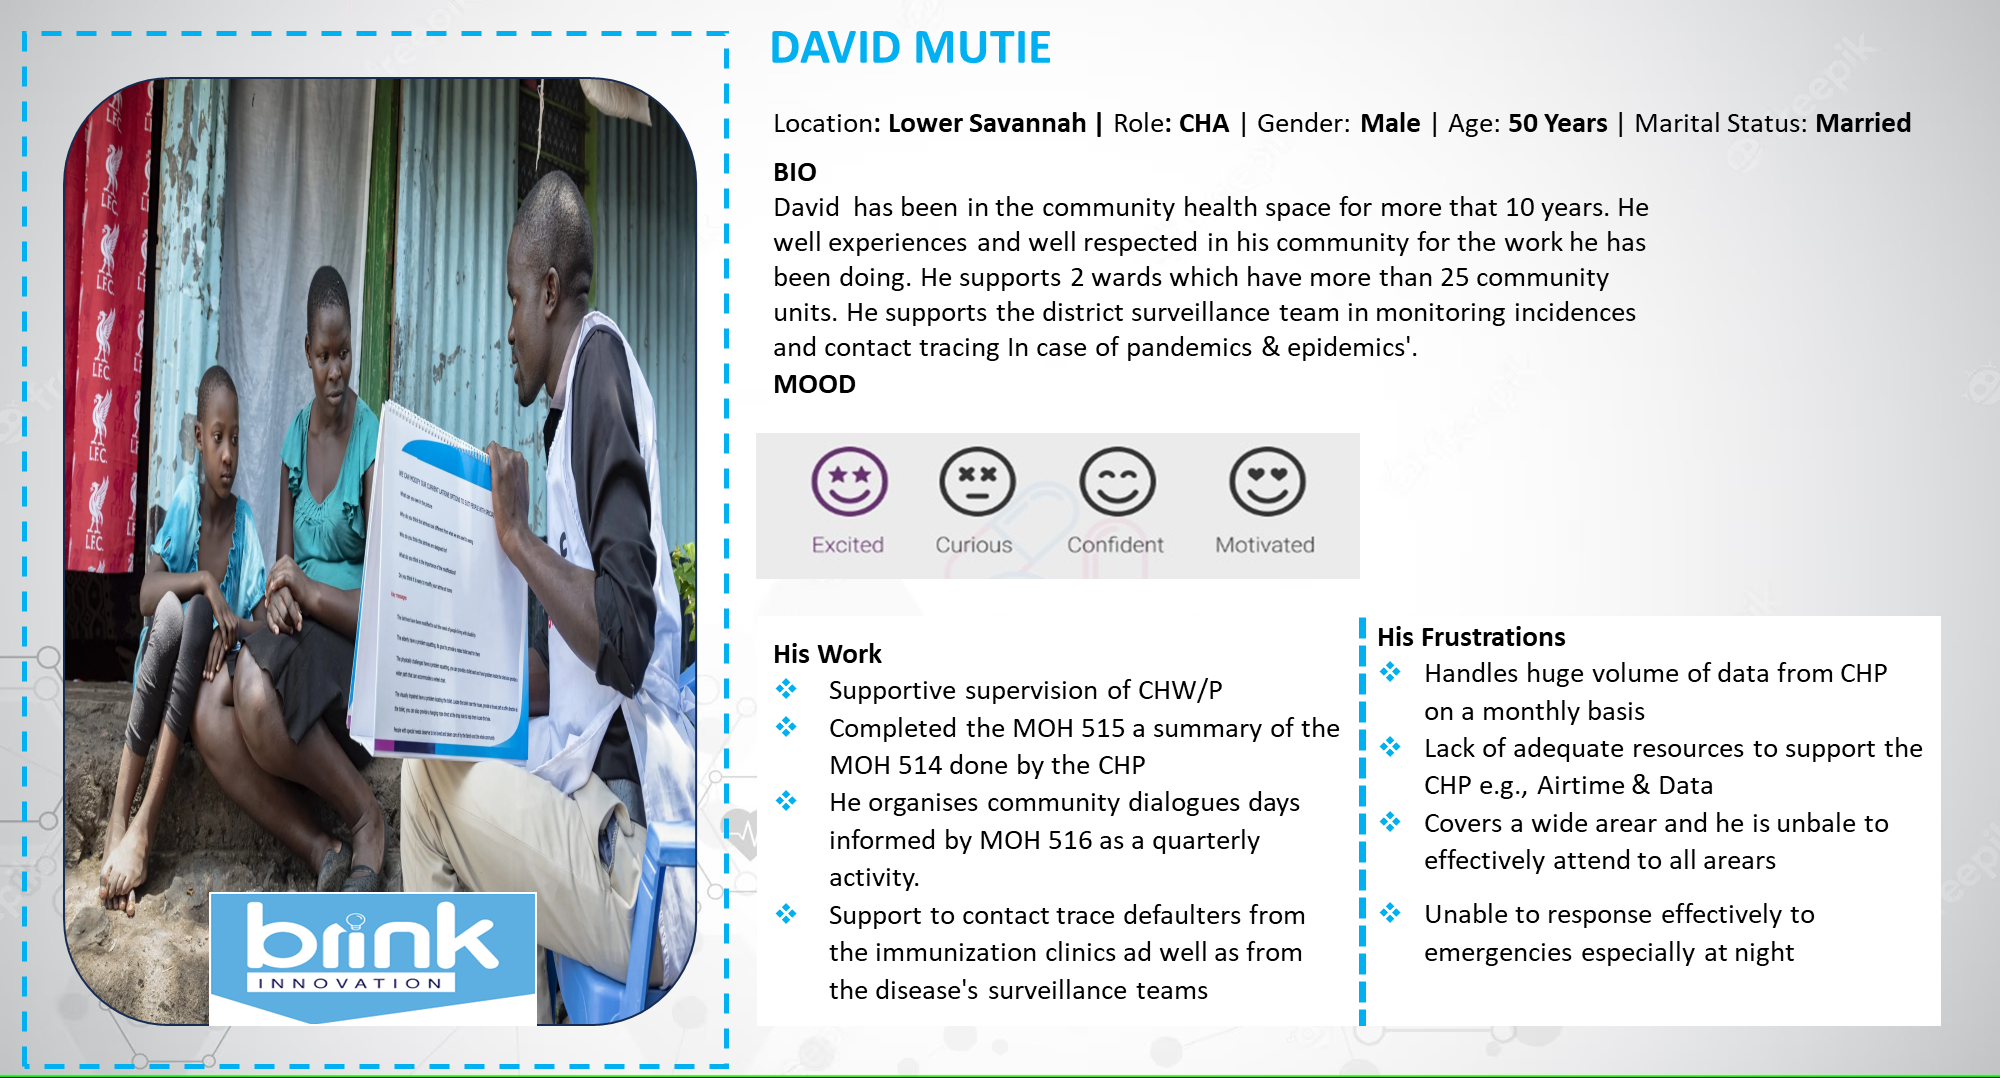 DAVID MUTIE
Location: Lower Savannah | Role: CHA | Gender: Male | Age: 50 Years | Marital Status: Married
BIO
David has been in the community health space for more that 10 years. He
well experiences and well respected in his community for the work he has
been doing. He supports 2 wards which have more than 25 community
units. He supports the district surveillance team in monitoring incidences
and contact tracing In case of pandemics & epidemics'.
MOOD
Excited Curious Confident Motivated
His Work
Supportive supervision of CHW/P
Completed the MOH 515 a summary of the
MOH 514 done by the CHP
He organises community dialogues days
informed by MOH 516 as a quarterly
activity.
Support to contact trace defaulters from
the immunization clinics ad well as from
the disease's surveillance teams
His Frustrations
Handles huge volume of data from CHP
on a monthly basis
Lack of adequate resources to support the
CHP e.g., Airtime & Data
Covers a wide arear and he is unbale to
effectively attend to all arears
Unable to response effectively to
emergencies especially at night
L.F.C.
L.F.C.
L.F.C.
L.F.C.
L.F.C.
brink
INNOVATION